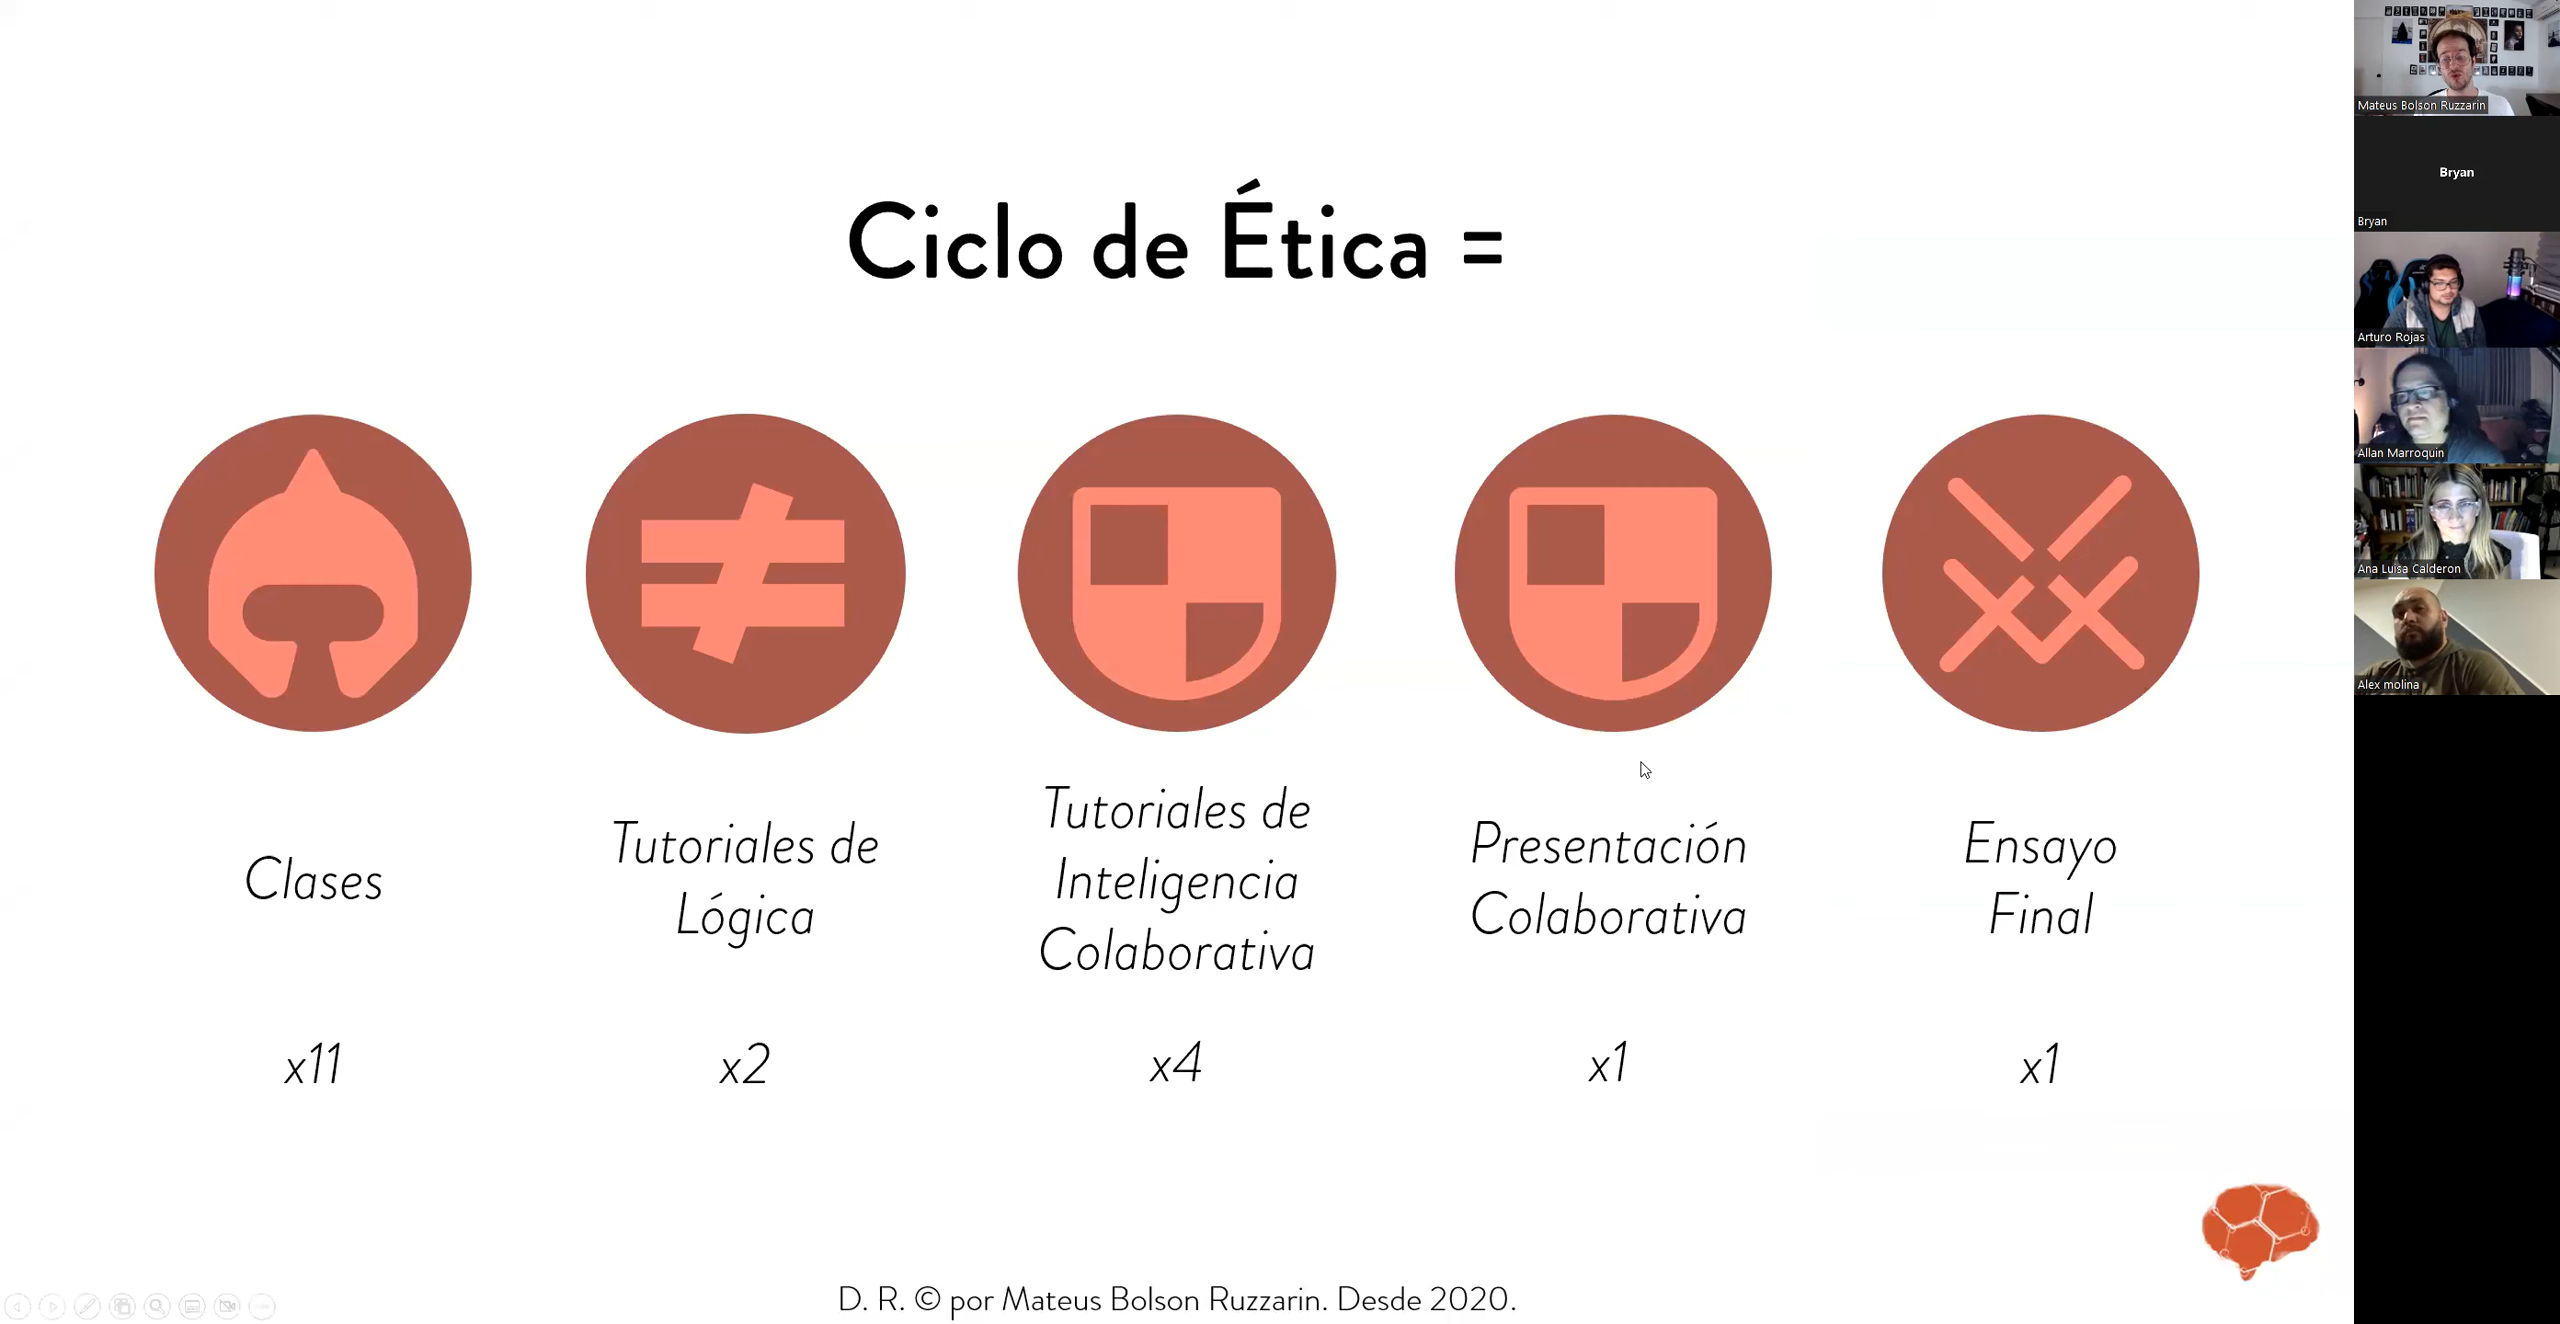 Ciclo de Ética =
Clases
x11
Tutoriales de
Lógica
x2
Tutoriales de
Inteligencia
Colaborativa
x4
Presentación
Colaborativa
x1
Ensayo
Final
x1
D. R. © por Mateus Bolson Ruzzarin. Desde 2020.
Mateus Bolson Ruzzarin
Bryan
Bryan
Arturo Rojas
Allan Marroquin
Ana Luisa Calderon
Alex molina